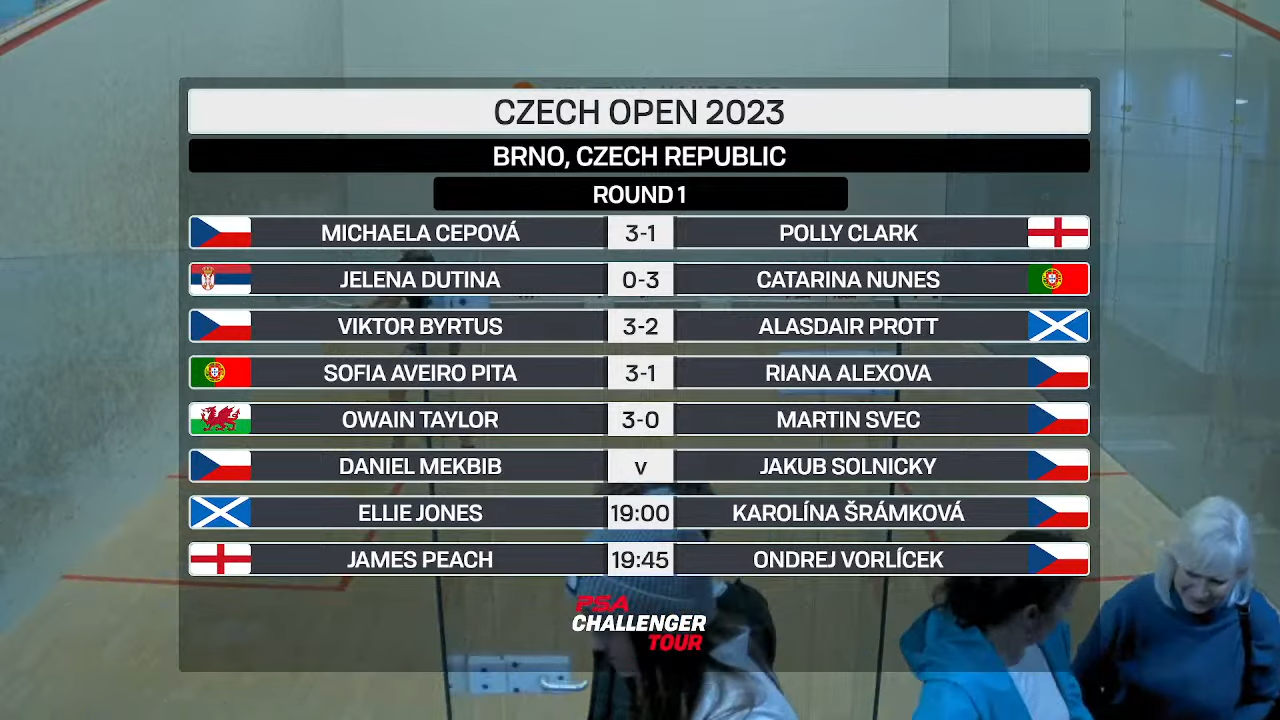 CZECH OPEN 2023
BRNO, CZECH REPUBLIC
ROUND 1
MICHAELA CEPOVÁ 3-1 POLLY CLARK
JELENA DUTINA 0-3 CATARINA NUNES
VIKTOR BYRTUS 3-2 ALASDAIR PROTT
SOFIA AVEIRO PITA 3-1 RIANA ALEXOVA
OWAIN TAYLOR 3-0 MARTIN SVEC
DANIEL MEKBIB v JAKUB SOLNICKY
ELLIE JONES 19:00 KAROLÍNA ŠRÁMKOVÁ
JAMES PEACH 19:45 ONDREJ VORLÍCEK
PSA
CHALLENGER
TOUR